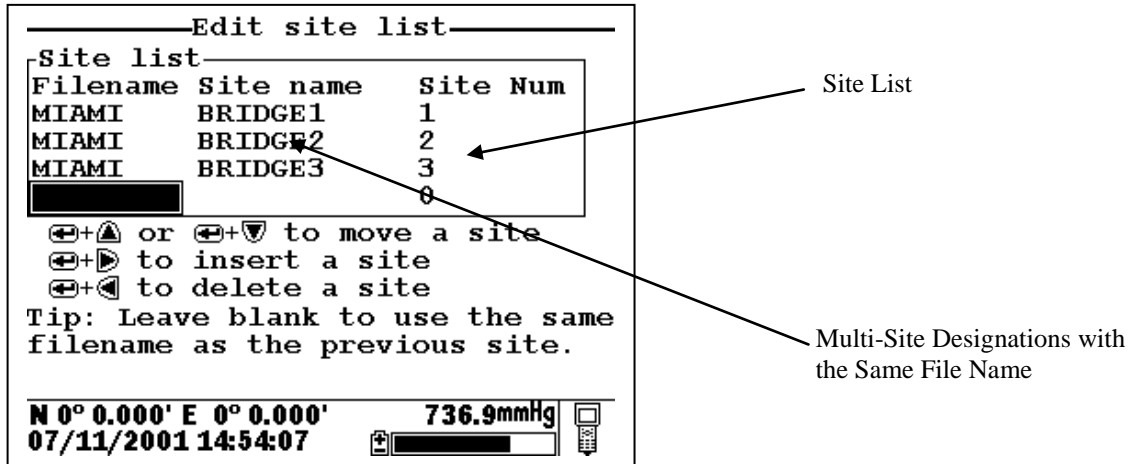 Edit site list
Site list
Filename Site name Site Num
MIAMI BRIDGE1 1
MIAMI BRIDGE2 2
MIAMI BRIDGE3 3
0
+ or + to move a site
+ to insert a site
+ to delete a site
Tip: Leave blank to use the same
filename as the previous site.
N 0° 0.000' E 0° 0.000' 736.9mmHg
07/11/2001 14:54:07
Site List
Multi-Site Designations with
the Same File Name